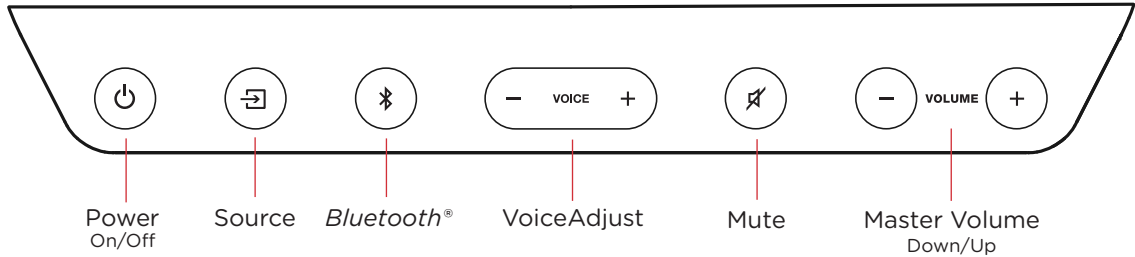 − VOICE +
− VOLUME +
Power
On/Off
Source
Bluetooth®
VoiceAdjust
Mute
Master Volume
Down/Up